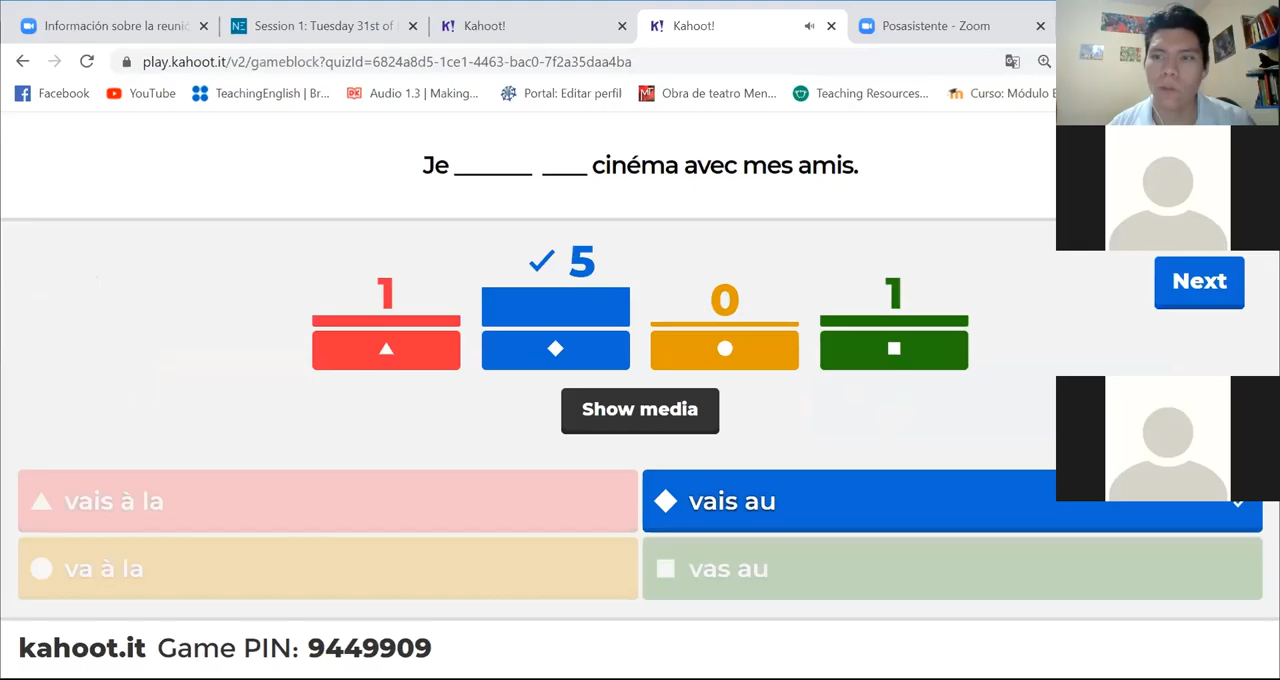 Información sobre la reunió
Session 1: Tuesday 31st of
Kahoot!
Kahoot!
Posasistente - Zoom
play.kahoot.it/v2/gameblock?quizId=6e24a8d5-1ce1-4463-bac0-7f2a35daa4ba
Facebook
YouTube
TeachingEnglish | Br...
Audio 1.3 | Making...
Portal: Editar perfil
Obra de teatro Men...
Teaching Resources...
Curso: Módulo
Je _______ ____ cinéma avec mes amis.
1
5
0
1
Next
Show media
vais à la
vais au
va à la
vas au
kahoot.it Game PIN: 9449909